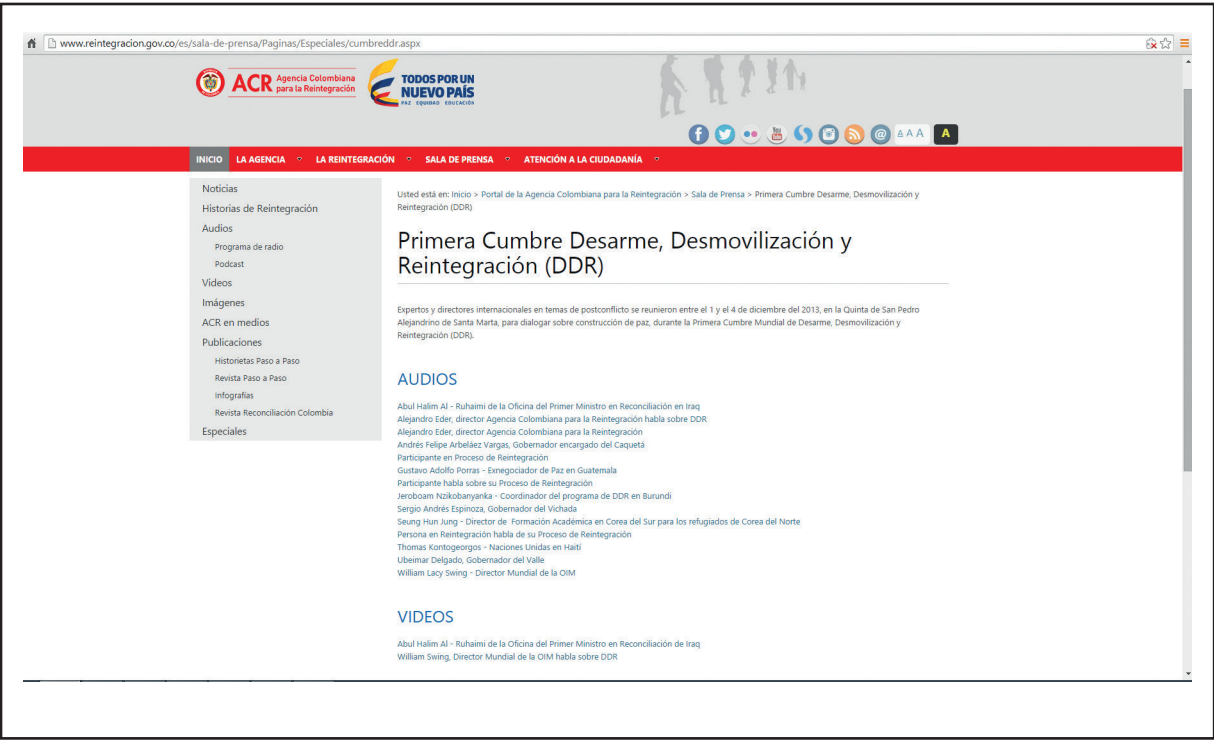 www.reintegracion.gov.co/es/sala-de-prensa/Paginas/Especiales/cumbreddr.aspx
ACR Agencia Colombiana
para la Reintegración
TODOS POR UN
NUEVO PAÍS
PAZ EQUIDAD EDUCACIÓN
You
Tube
@ A A A A
INICIO LA AGENCIA LA REINTEGRACIÓN SALA DE PRENSA ATENCIÓN A LA CIUDADANÍA
Noticias
Historias de Reintegración
Audios
Programa de radio
Podcast
Videos
Imágenes
ACR en medios
Publicaciones
Historietas Paso a Paso
Revista Paso a Paso
Infografías
Revista Reconciliación Colombia
Especiales
Usted está en: Inicio > Portal de la Agencia Colombiana para la Reintegración > Sala de Prensa > Primera Cumbre Desarme, Desmovilización y
Reintegración (DDR)
Primera Cumbre Desarme, Desmovilización y
Reintegración (DDR)
Expertos y directores internacionales en temas de postconflicto se reunieron entre el 1 y el 4 de diciembre del 2013, en la Quinta de San Pedro
Alejandrino de Santa Marta, para dialogar sobre construcción de paz, durante la Primera Cumbre Mundial de Desarme, Desmovilización y
Reintegración (DDR).
AUDIOS
Abul Halim Al - Ruhaimi de la Oficina del Primer Ministro en Reconciliación en Iraq
Alejandro Eder, director Agencia Colombiana para la Reintegración habla sobre DDR
Alejandro Eder, director Agencia Colombiana para la Reintegración
Andrés Felipe Arbeláez Vargas, Gobernador encargado del Caquetá
Participante en Proceso de Reintegración
Gustavo Adolfo Porras - Exnegociador de Paz en Guatemala
Participante habla sobre su Proceso de Reintegración
Jeroboam Nzikobanyanka - Coordinador del programa de DDR en Burundi
Sergio Andrés Espinoza, Gobernador del Vichada
Seung Hun Jung - Director de Formación Académica en Corea del Sur para los refugiados de Corea del Norte
Persona en Reintegración habla de su Proceso de Reintegración
Thomas Kontogeorgos - Naciones Unidas en Haití
Ubeimar Delgado, Gobernador del Valle
William Lacy Swing - Director Mundial de la OIM
VIDEOS
Abul Halim Al - Ruhaimi de la Oficina del Primer Ministro en Reconciliación de Iraq
William Swing, Director Mundial de la OIM habla sobre DDR